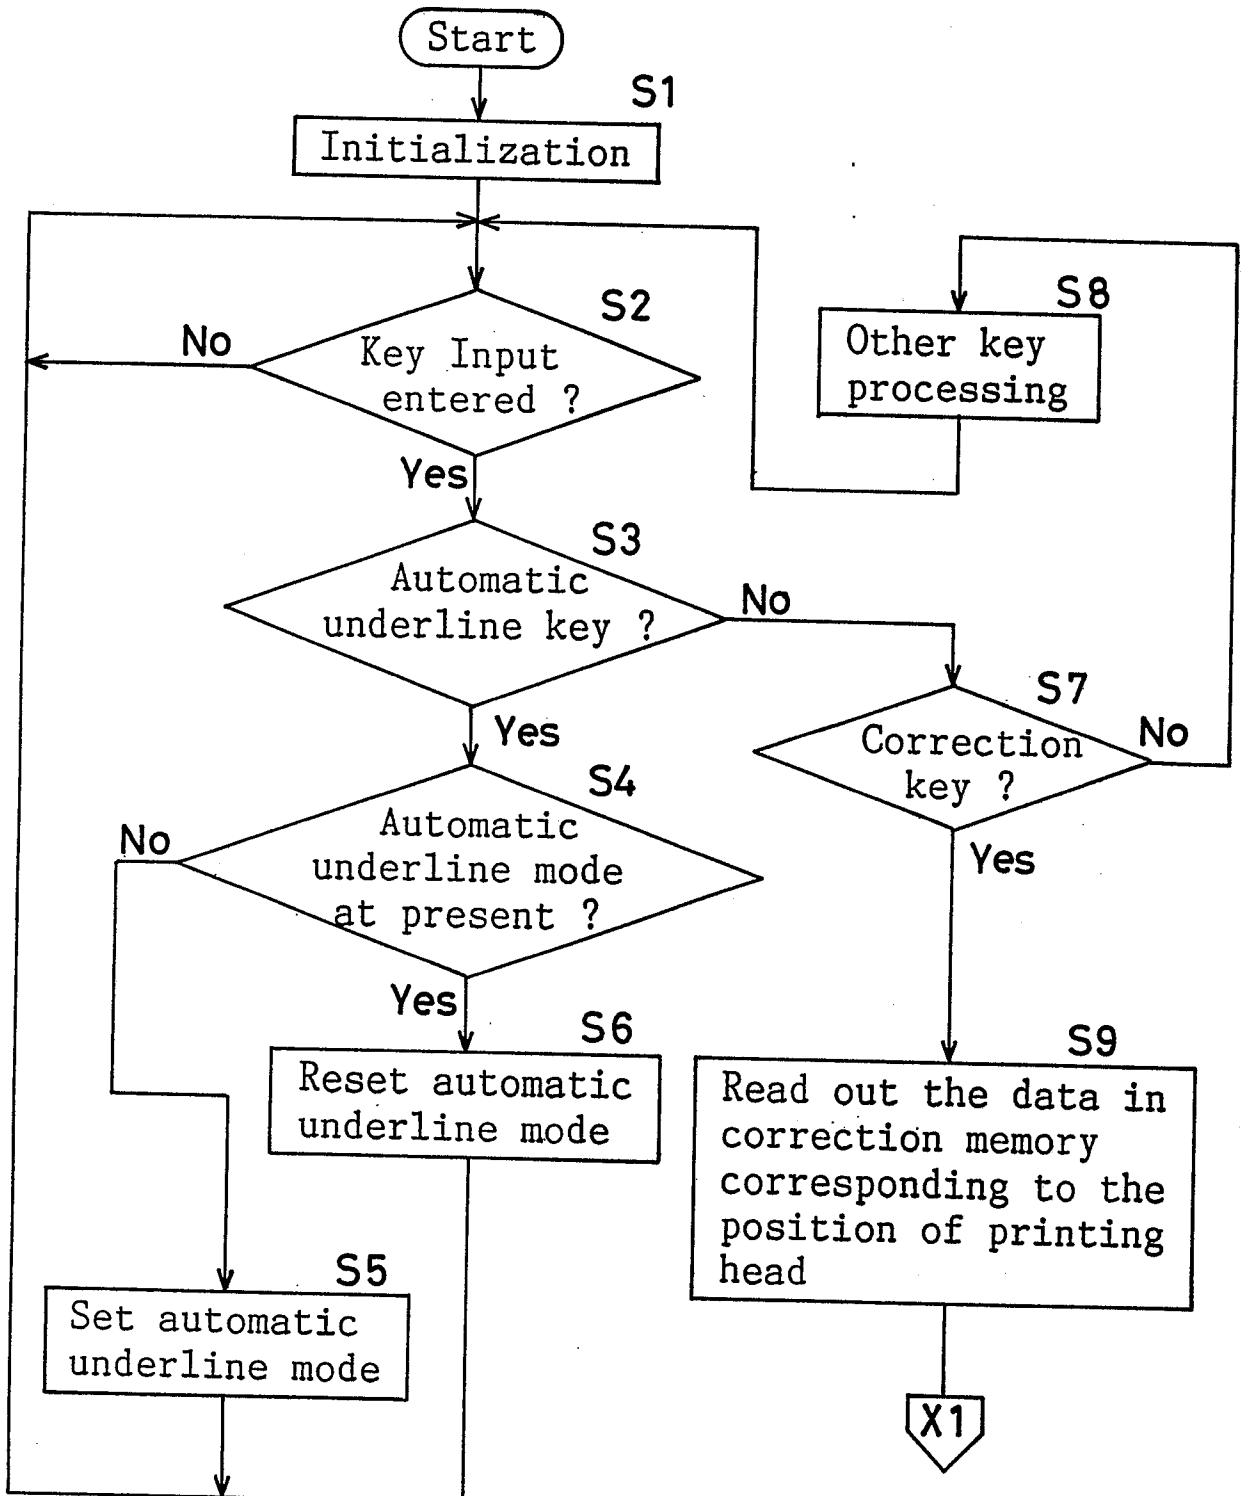 Start
S1
Initialization
S2
No
Key Input
entered ?
Yes
S8
Other key
processing
S3
Automatic
underline key ?
No
Yes
S7
Correction
key ?
No
Yes
S4
Automatic
underline mode
at present ?
No
Yes
S6
Reset automatic
underline mode
S9
Read out the data in
correction memory
corresponding to the
position of printing
head
S5
Set automatic
underline mode
X1